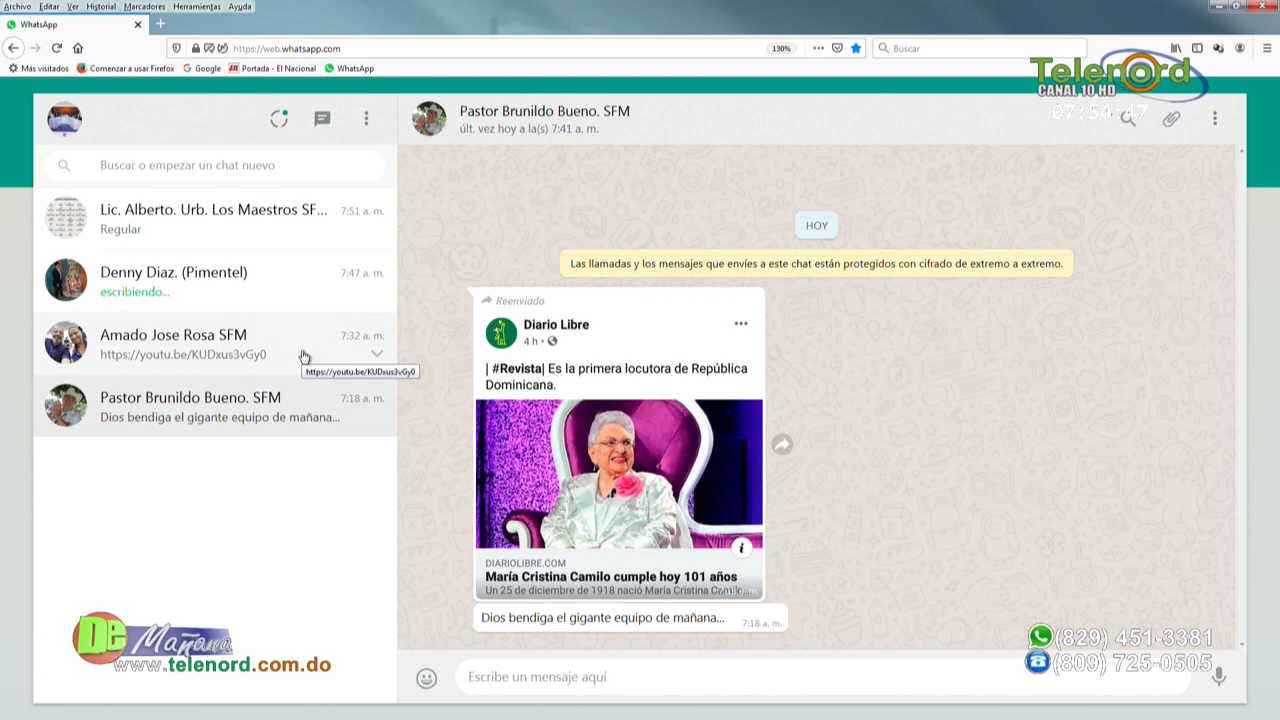 Archivo Editar Ver Historial Marcadores Herramientas Ayuda
WhatsApp
https://web.whatsapp.com
130%
Buscar
Más visitados Comenzar a usar Firefox Google Portada - El Nacional WhatsApp
Telenord
CANAL 10.HD
07:54:47
Pastor Brunildo Bueno. SFM
últ. vez hoy a la(s) 7:41 a. m.
Buscar o empezar un chat nuevo
Lic. Alberto. Urb. Los Maestros SF... 7:51 a. m.
Regular
Denny Diaz. (Pimentel) 7:47 a. m.
escribiendo...
Amado Jose Rosa SFM 7:32 a. m.
https://youtu.be/KUDxus3vGy0
https://youtu.be/KUDxus3vGy0
Pastor Brunildo Bueno. SFM 7:18 a. m.
Dios bendiga el gigante equipo de mañana...
HOY
Las llamadas y los mensajes que envíes a este chat están protegidos con cifrado de extremo a extremo.
Reenviado
Diario Libre
4 h
| #Revista| Es la primera locutora de República
Dominicana.
DIARIOLIBRE.COM
María Cristina Camilo cumple hoy 101 años
Un 25 de diciembre de 1918 nació María Cristina Camilo,
Dios bendiga el gigante equipo de mañana... 7:18 a. m.
Escribe un mensaje aquí
De Mañana
www.telenord.com.do
(829) 451-3381
(809) 725-0505